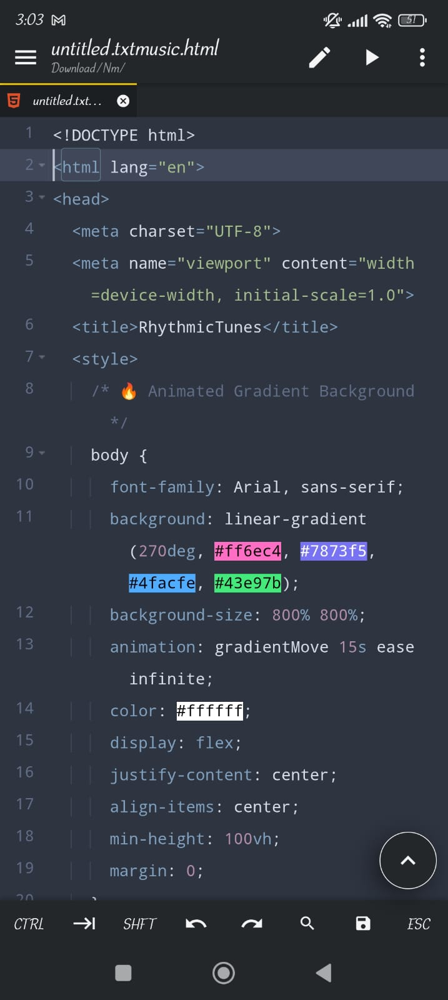 3:03 51
untitled.txtmusic.html
Download/Nm/
untitled.txt...
1 <!DOCTYPE html>
2 <html lang="en">
3 <head>
4 <meta charset="UTF-8">
5 <meta name="viewport" content="width
=device-width, initial-scale=1.0">
6 <title>RhythmicTunes</title>
7 <style>
8 /* 🔥 Animated Gradient Background
*/
9 body {
10 font-family: Arial, sans-serif;
11 background: linear-gradient
(270deg, #ff6ec4, #7873f5,
#4facfe, #43e97b);
12 background-size: 800% 800%;
13 animation: gradientMove 15s ease
infinite;
14 color: #ffffff;
15 display: flex;
16 justify-content: center;
17 align-items: center;
18 min-height: 100vh;
19 margin: 0;
20 }
CTRL SHFT ESC